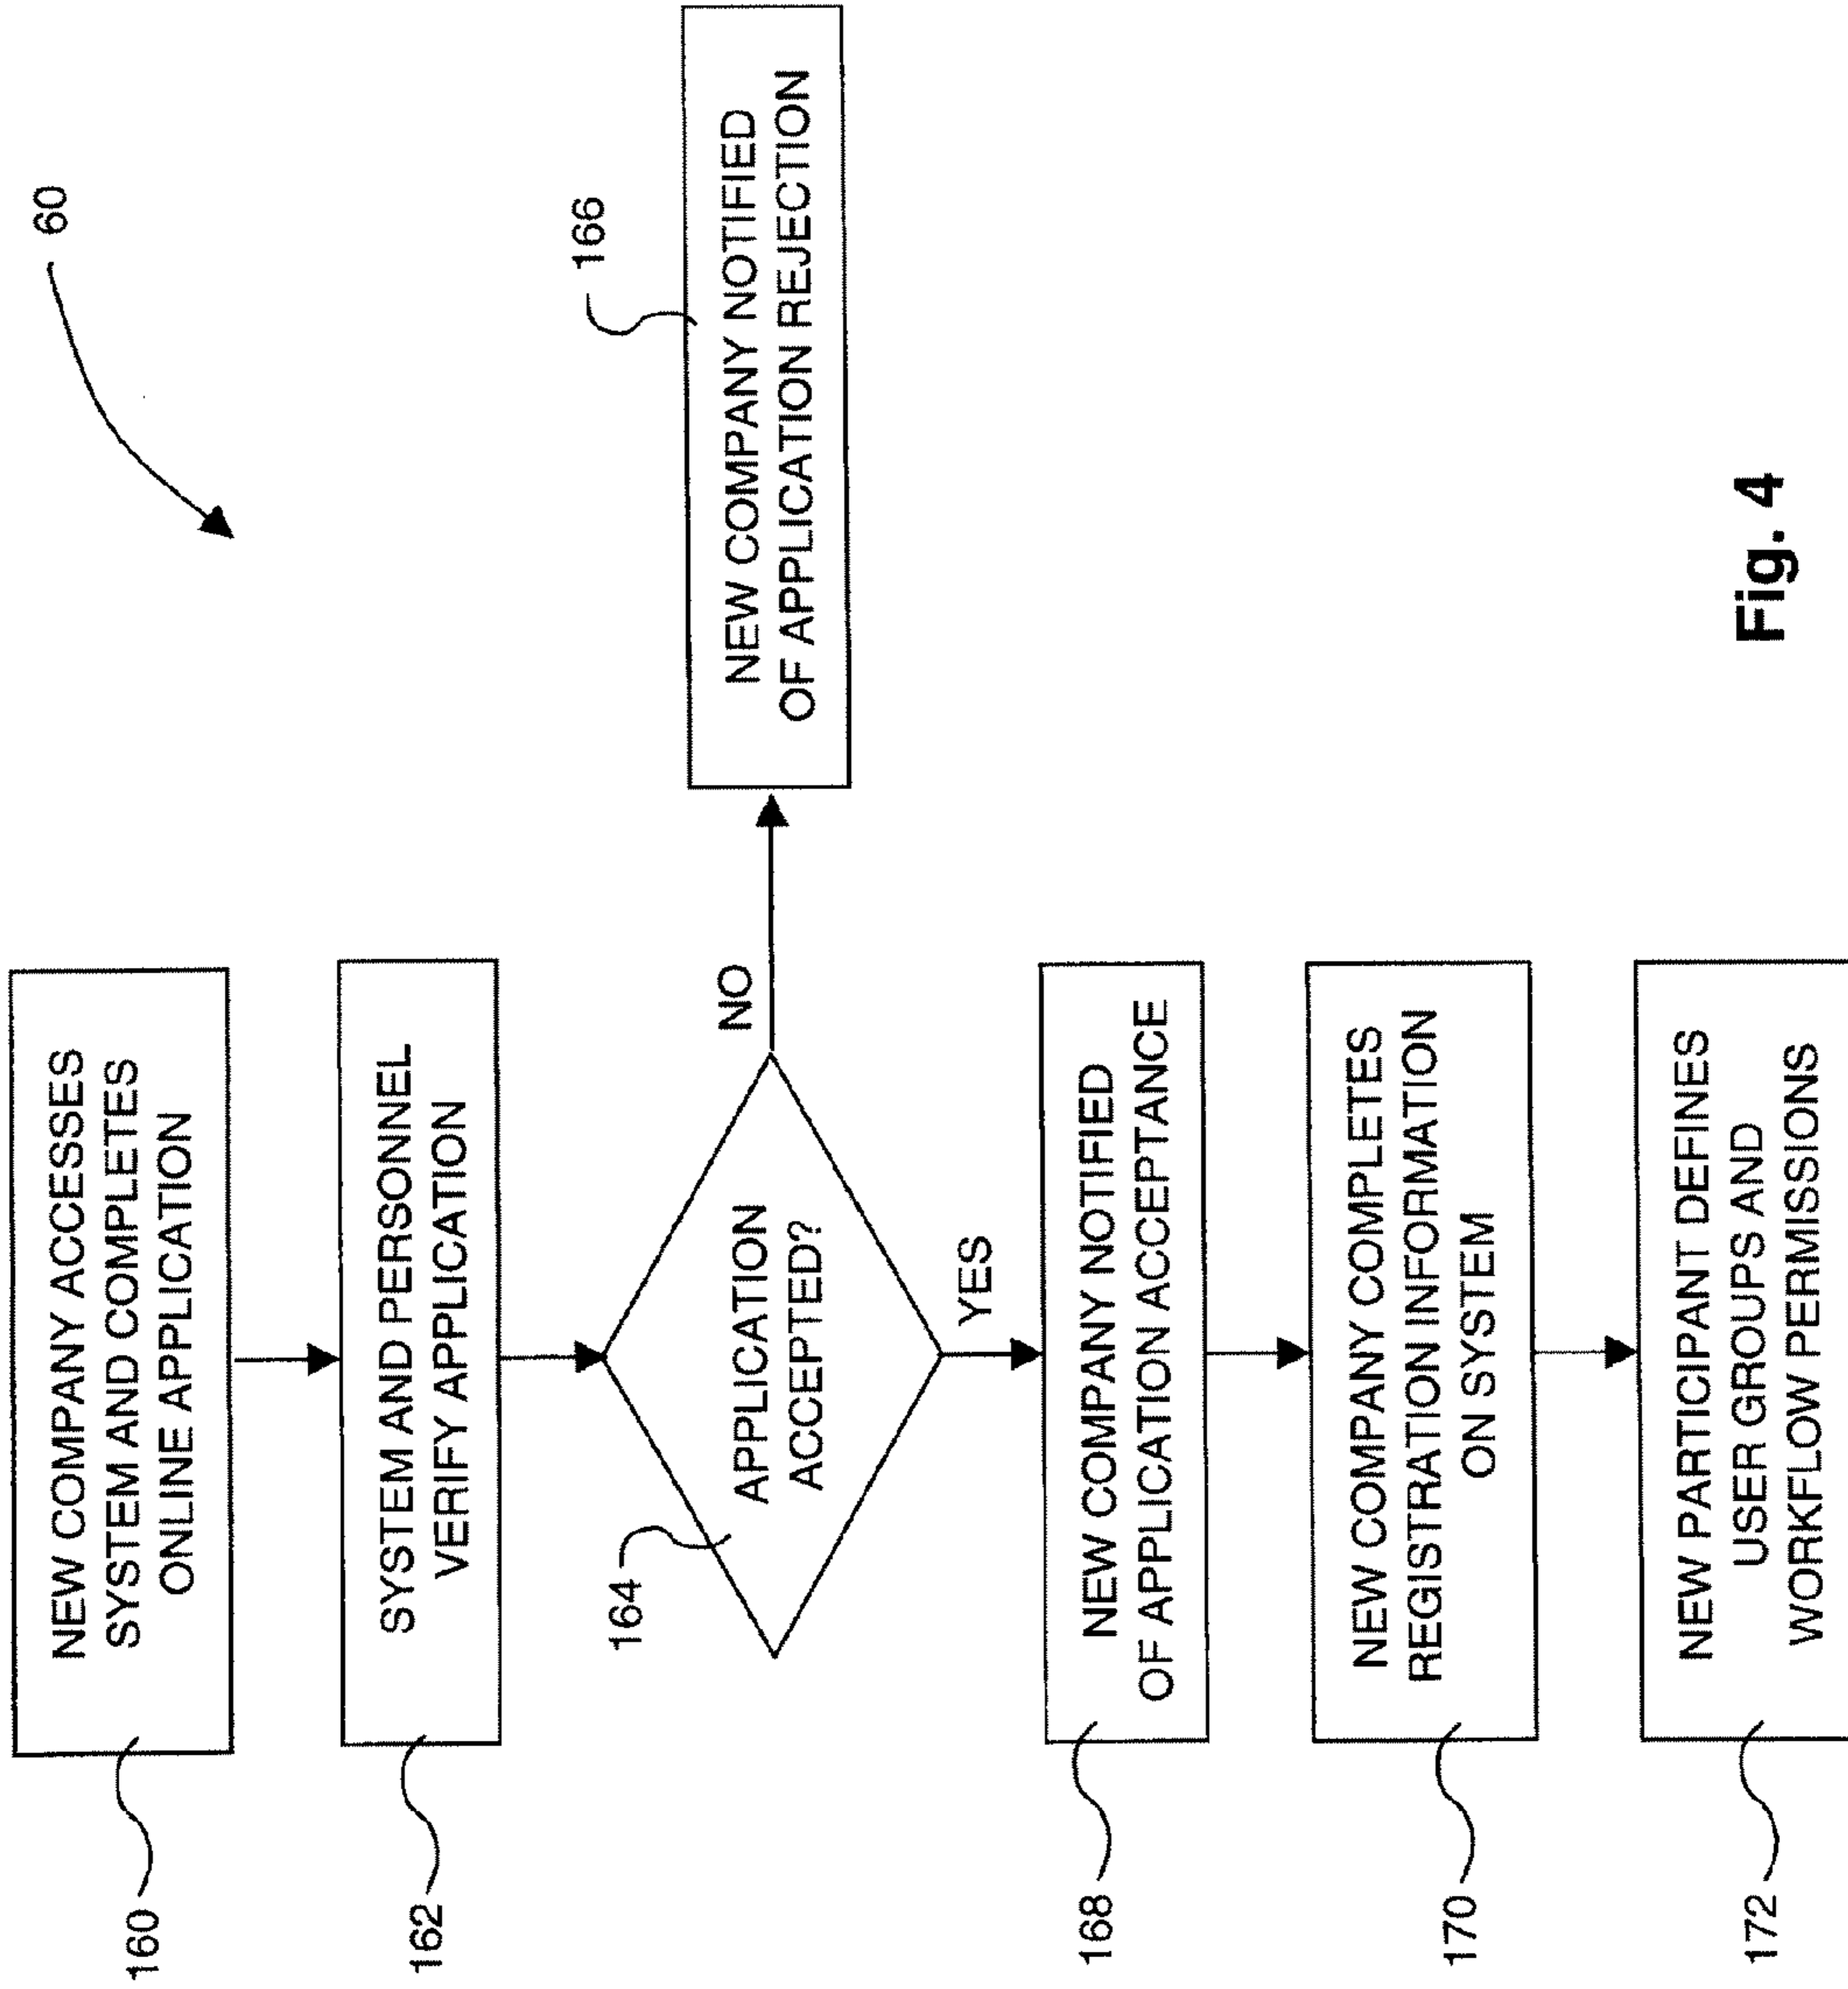 60
160
NEW COMPANY ACCESSES
SYSTEM AND COMPLETES
ONLINE APPLICATION
162
SYSTEM AND PERSONNEL
VERIFY APPLICATION
164
APPLICATION
ACCEPTED?
NO
166
NEW COMPANY NOTIFIED
OF APPLICATION REJECTION
YES
168
NEW COMPANY NOTIFIED
OF APPLICATION ACCEPTANCE
170
NEW COMPANY COMPLETES
REGISTRATION INFORMATION
ON SYSTEM
172
NEW PARTICIPANT DEFINES
USER GROUPS AND
WORKFLOW PERMISSIONS
Fig. 4